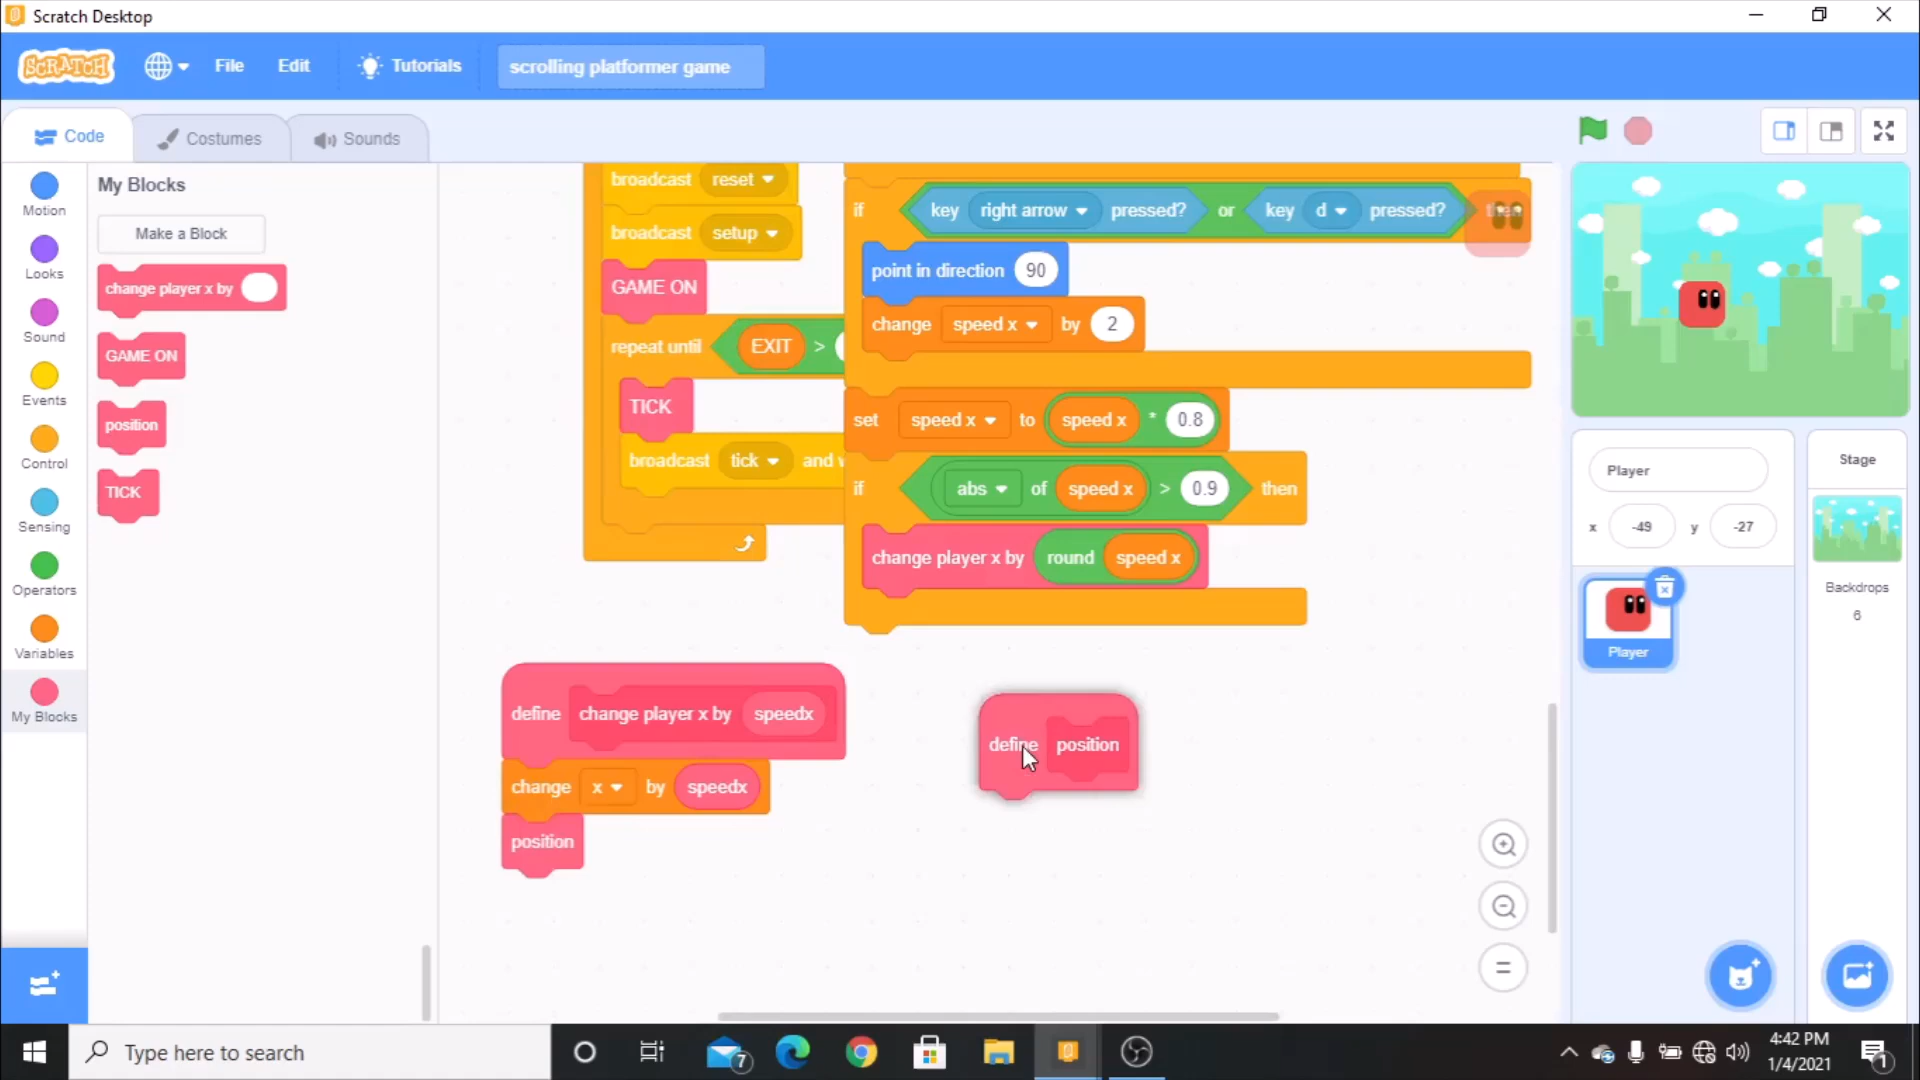 Scratch Desktop
SCRATCH File Edit Tutorials scrolling platformer game
Code Costumes Sounds
Motion
Looks
Sound
Events
Control
Sensing
Operators
Variables
My Blocks
My Blocks
Make a Block
change player x by
GAME ON
position
TICK
broadcast reset
broadcast setup
GAME ON
repeat until EXIT >
TICK
broadcast tick and
if key right arrow pressed? or key d pressed?
point in direction 90
change speed x by 2
set speed x to speed x * 0.8
if abs of speed x > 0.9 then
change player x by round speed x
define change player x by speedx
change x by speedx
position
define position
Player
x -49 y -27
Player
Stage
Backdrops
6
Type here to search
7
4:42 PM
1/4/2021
1